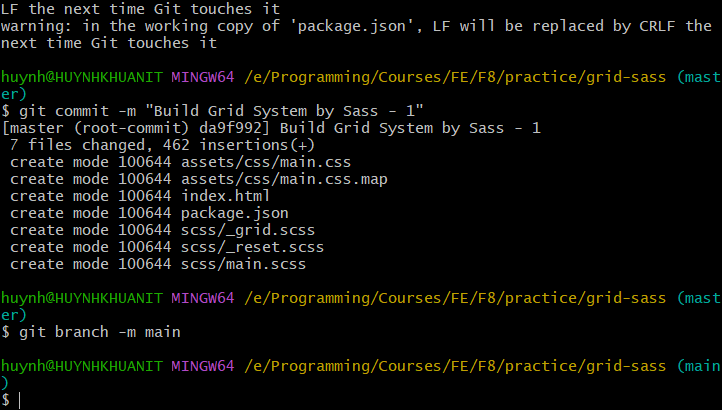 LF the next time Git touches it
warning: in the working copy of 'package.json', LF will be replaced by CRLF the
next time Git touches it

huynh@HUYNHKHUANIT MINGW64 /e/Programming/Courses/FE/F8/practice/grid-sass (mast
er)
$ git commit -m "Build Grid System by Sass - 1"
[master (root-commit) da9f992] Build Grid System by Sass - 1
 7 files changed, 462 insertions(+)
 create mode 100644 assets/css/main.css
 create mode 100644 assets/css/main.css.map
 create mode 100644 index.html
 create mode 100644 package.json
 create mode 100644 scss/_grid.scss
 create mode 100644 scss/_reset.scss
 create mode 100644 scss/main.scss

huynh@HUYNHKHUANIT MINGW64 /e/Programming/Courses/FE/F8/practice/grid-sass (mast
er)
$ git branch -m main

huynh@HUYNHKHUANIT MINGW64 /e/Programming/Courses/FE/F8/practice/grid-sass (main
)
$